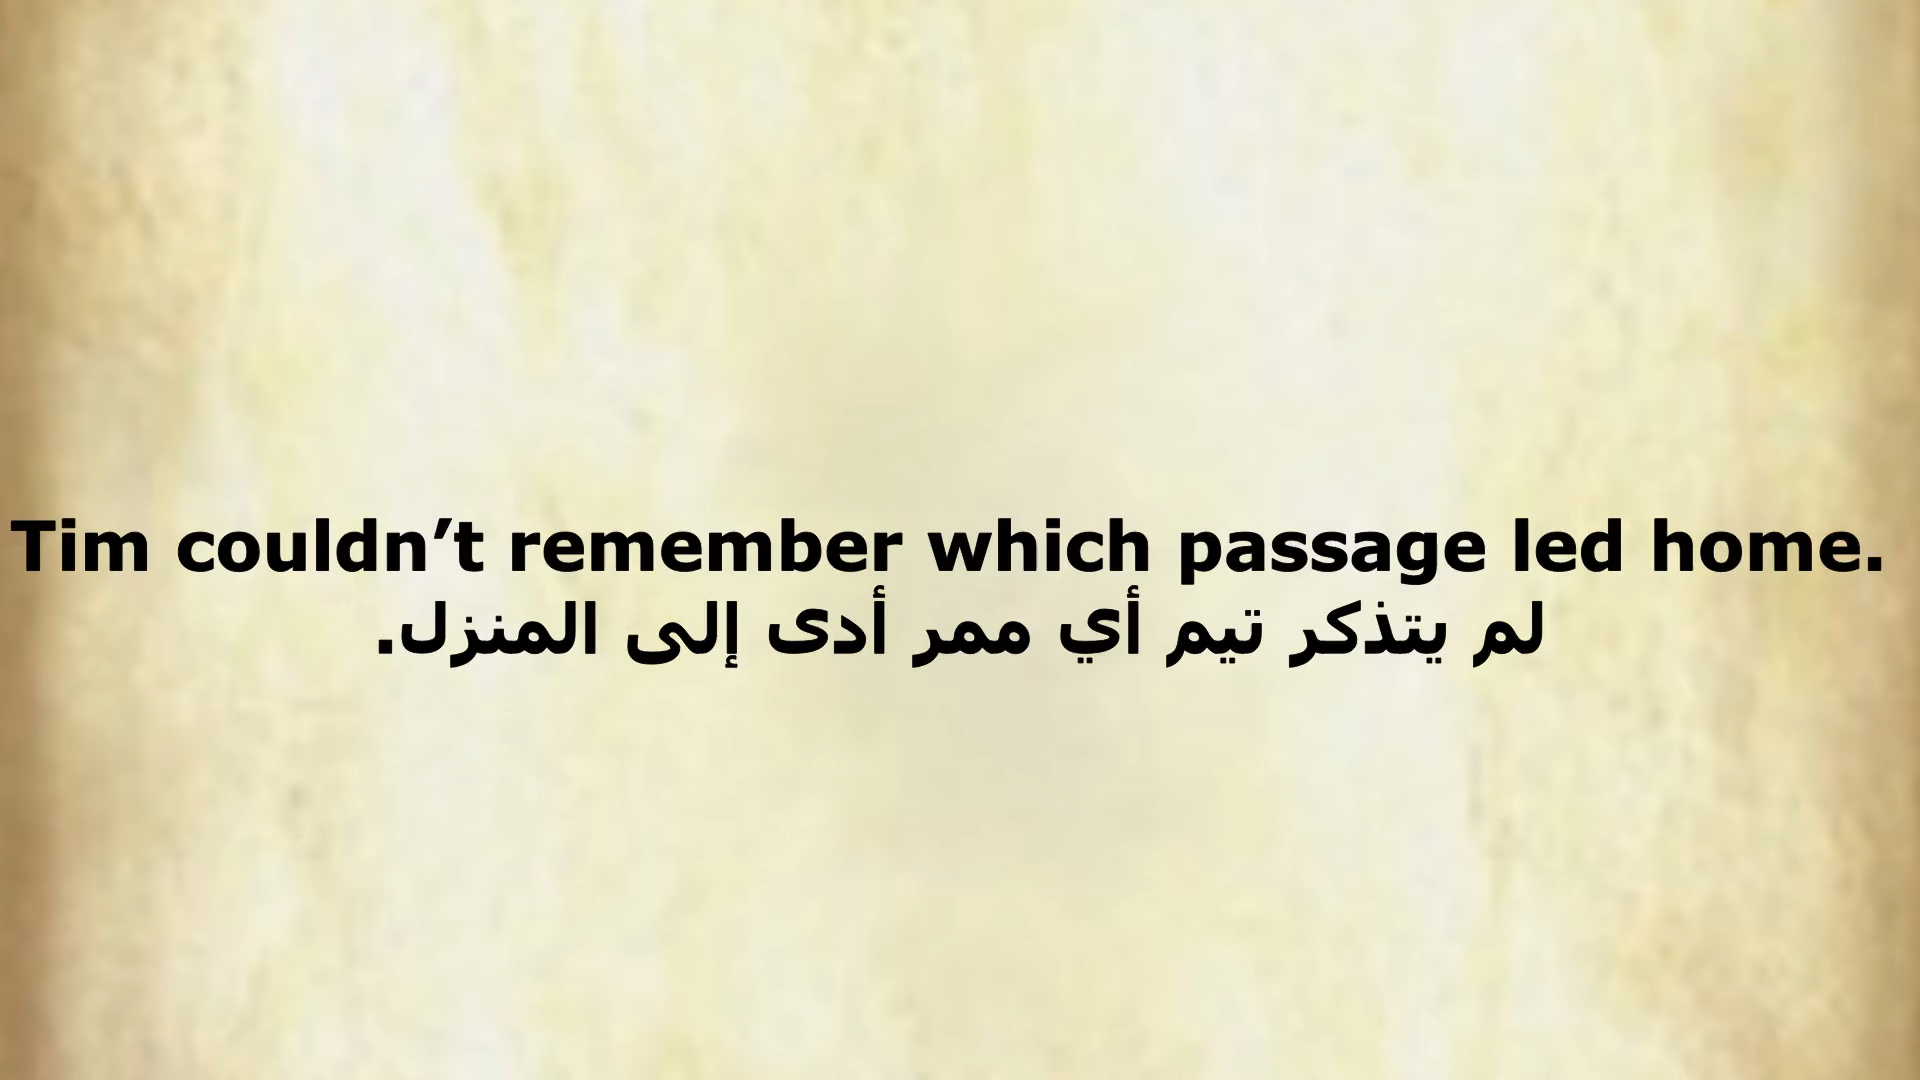 Tim couldn’t remember which passage led home.
لم يتذكر تيم أي ممر أدى إلى المنزل.